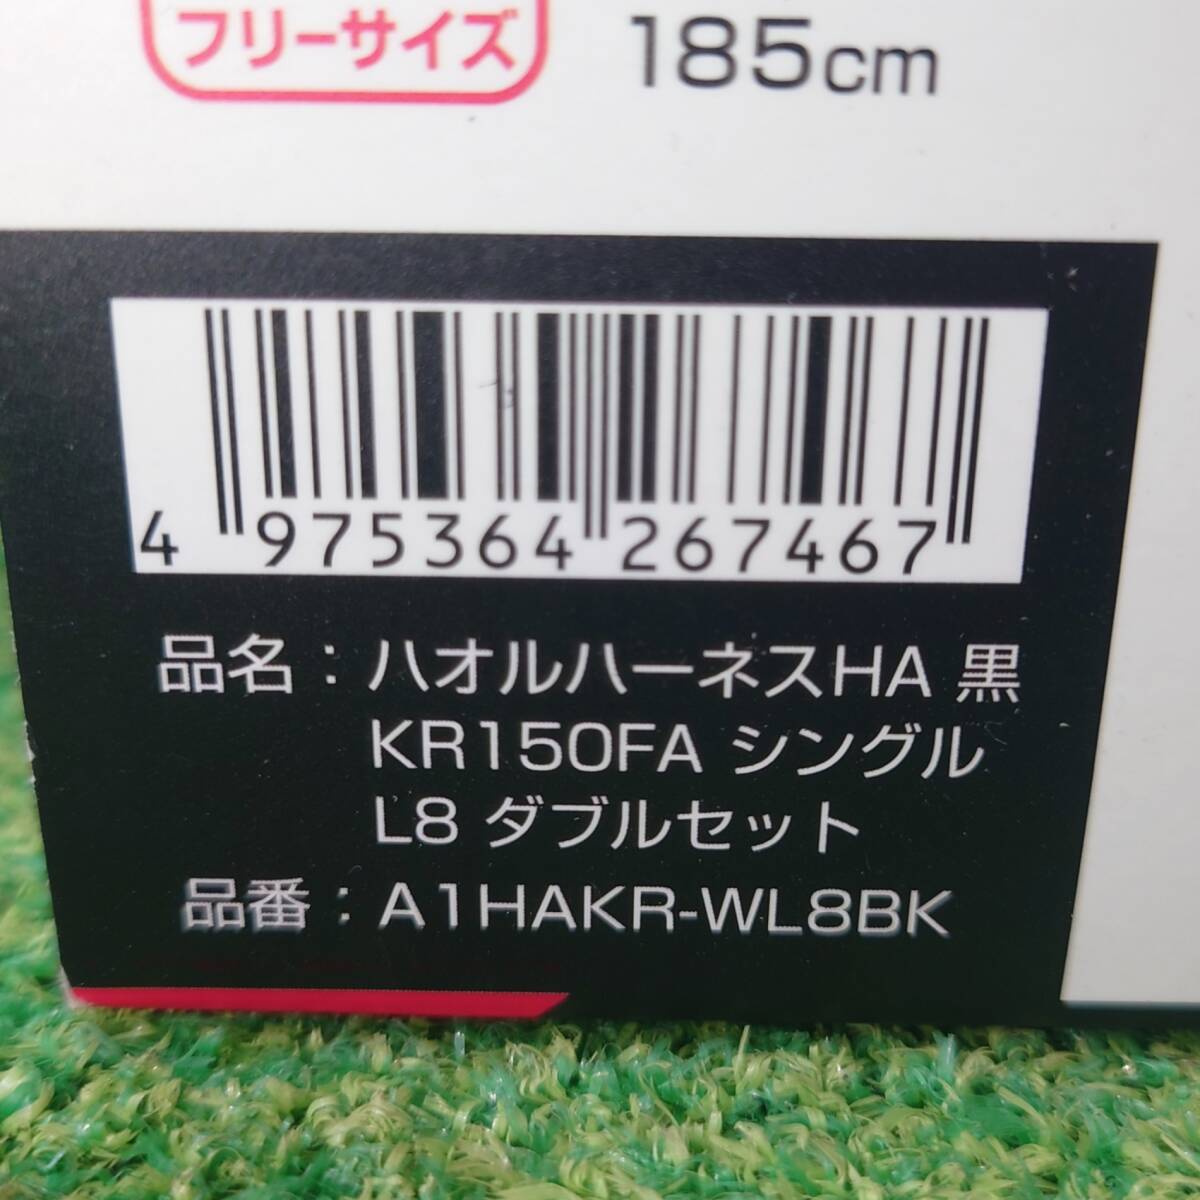 フリーサイズ 185cm
4 975364 267467
品名：ハオルハーネスHA 黒
KR150FA シングル
L8 ダブルセット
品番：A1HAKR-WL8BK